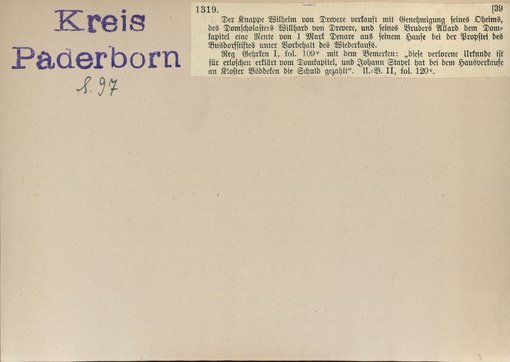 Kreis
Paderborn
S. 97
1319. [39
Der Knappe Wilhelm von Drevere verkauft mit Genehmigung seines Oheims,
des Domscholasters Willhard von Drevere, und seines Bruders Allard dem Dom-
kapitel eine Rente von 1 Mark Denare aus seinem Hause bei der Propstei des
Busdorfstiftes unter Vorbehalt des Wiederkaufs.
Reg Gehrken I, fol. 109ᵛ mit dem Bemerken: „diese verlorene Urkunde ist
für erloschen erklärt vom Domkapitel, und Johann Stapel hat bei dem Hausverkaufe
an Kloster Böddeken die Schuld gezahlt“. U.-B. II, fol. 120ᵛ.